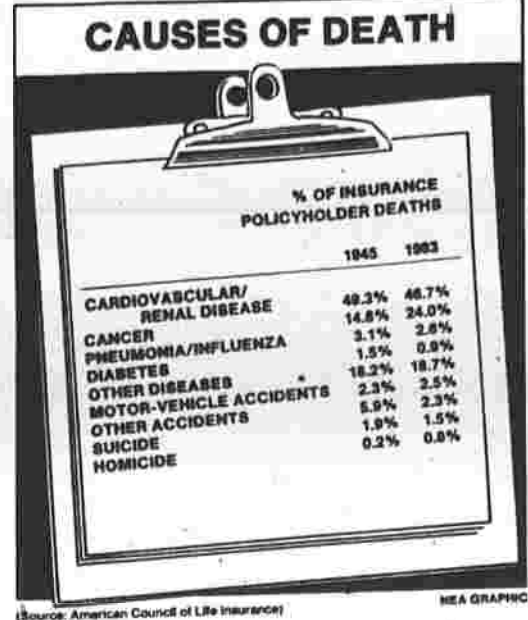 CAUSES OF DEATH
% OF INSURANCE
POLICYHOLDER DEATHS
1945 1983
CARDIOVASCULAR/
RENAL DISEASE 49.3% 46.7%
CANCER 24.0%
PNEUMONIA/INFLUENZA 3.1% 2.6%
DIABETES 1.5% 0.9%
OTHER DISEASES 18.2% 18.7%
MOTOR-VEHICLE ACCIDENTS 2.3% 2.5%
OTHER ACCIDENTS 5.9% 2.3%
SUICIDE 1.9% 1.5%
HOMICIDE 0.2% 0.8%
(Source: American Council of Life Insurance)
NEA GRAPHIC